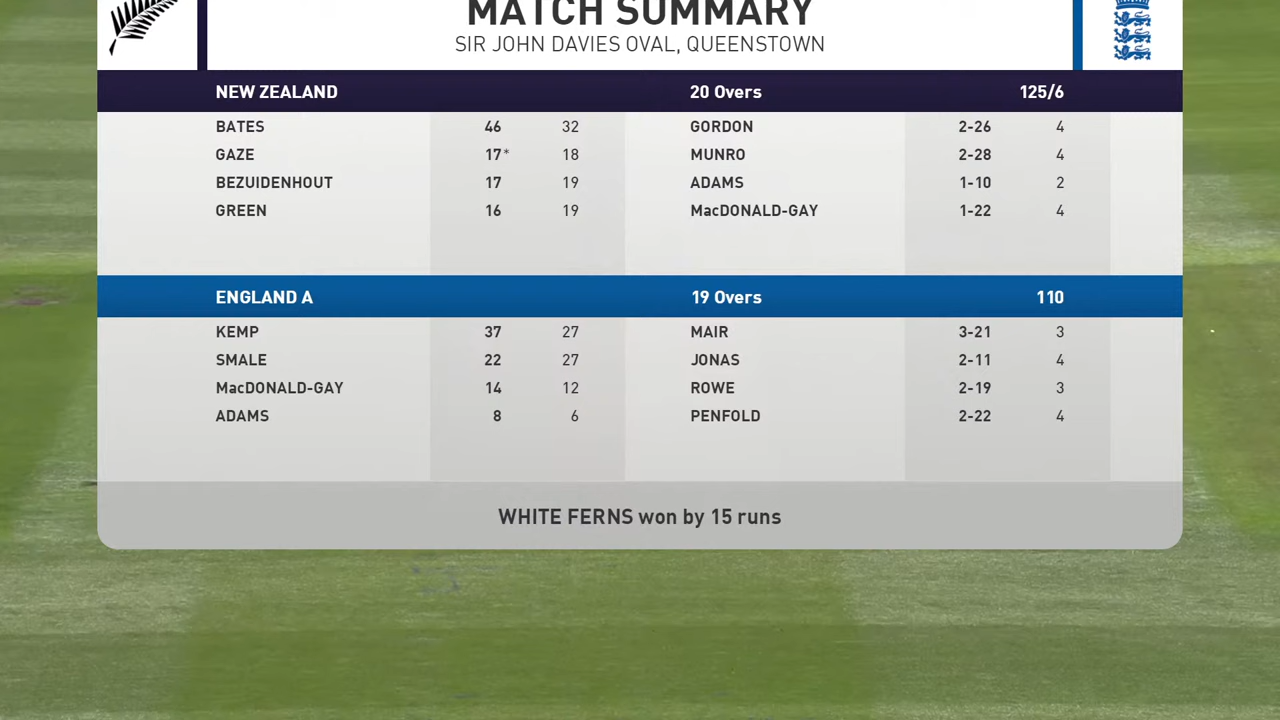 MATCH SUMMARY
SIR JOHN DAVIES OVAL, QUEENSTOWN
NEW ZEALAND 20 Overs 125/6
BATES 46 32 GORDON 2-26 4
GAZE 17* 18 MUNRO 2-28 4
BEZUIDENHOUT 17 19 ADAMS 1-10 2
GREEN 16 19 MacDONALD-GAY 1-22 4
ENGLAND A 19 Overs 110
KEMP 37 27 MAIR 3-21 3
SMALE 22 27 JONAS 2-11 4
MacDONALD-GAY 14 12 ROWE 2-19 3
ADAMS 8 6 PENFOLD 2-22 4
WHITE FERNS won by 15 runs